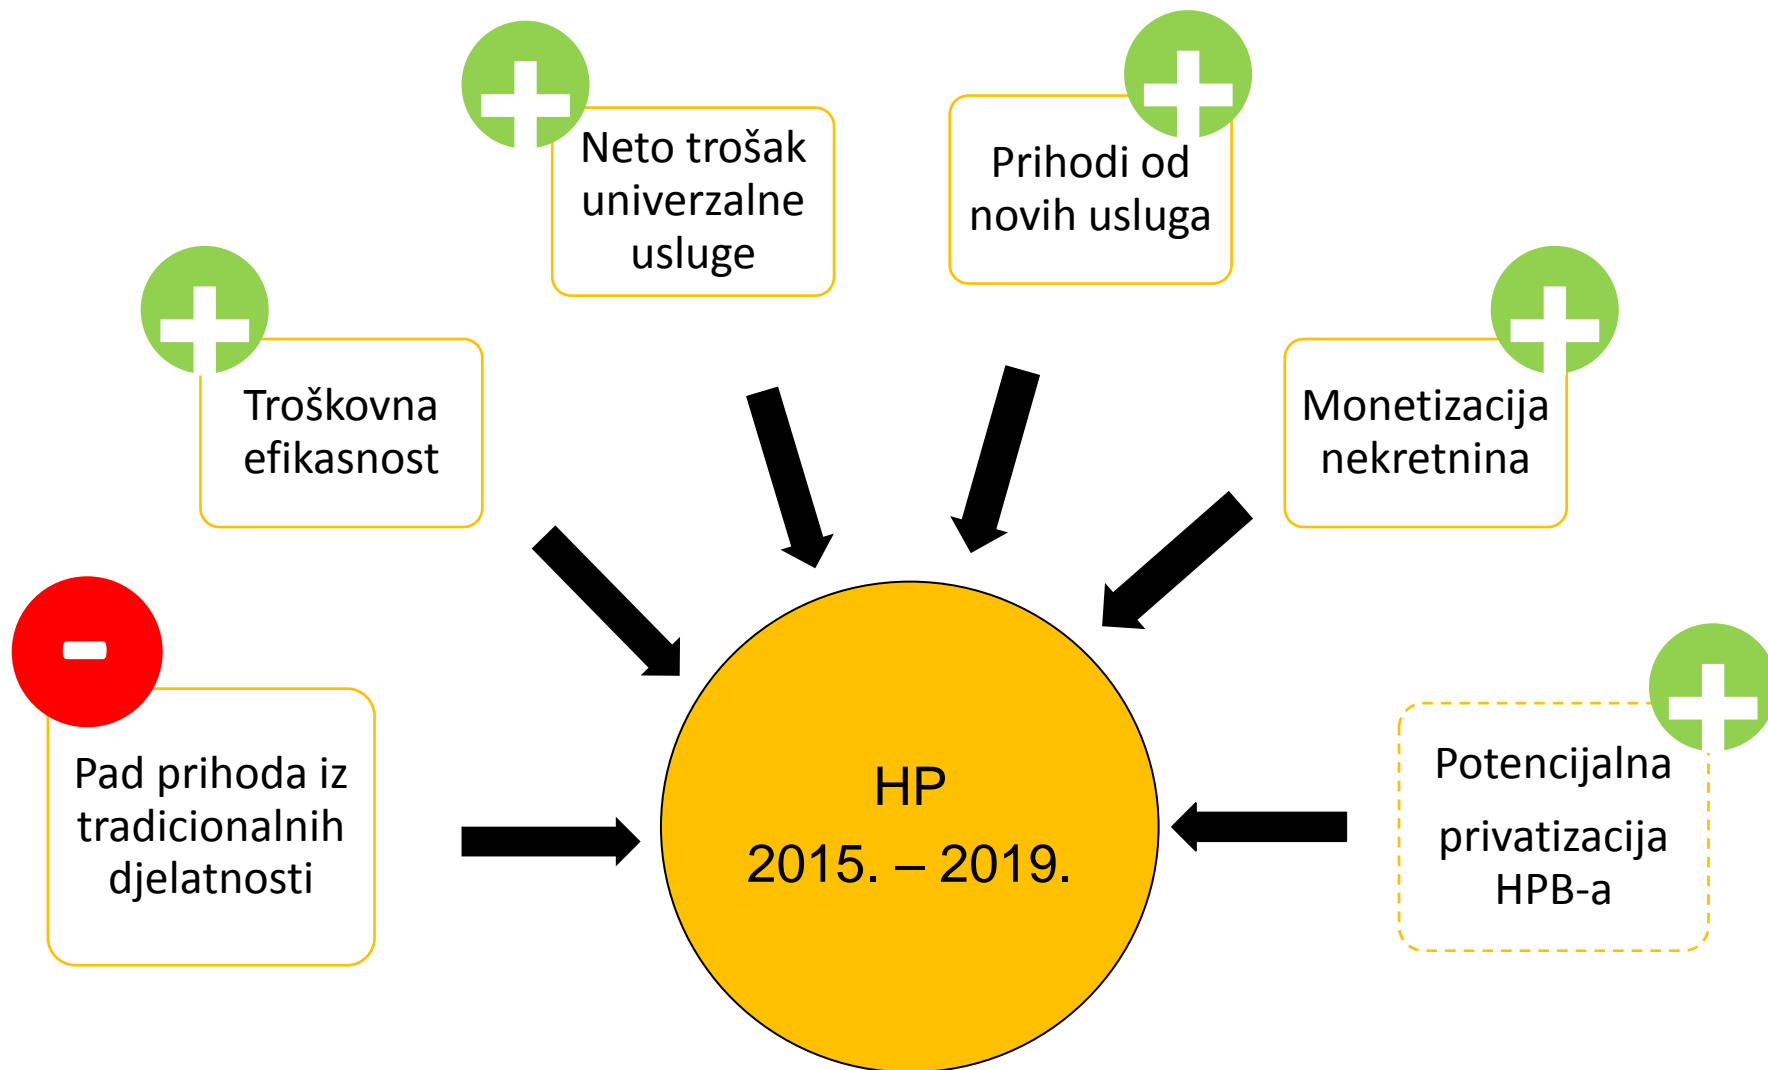 Neto trošak
univerzalne
usluge
Prihodi od
novih usluga
Troškovna
efikasnost
Monetizacija
nekretnina
Pad prihoda iz
tradicionalnih
djelatnosti
HP
2015. – 2019.
Potencijalna
privatizacija
HPB-a